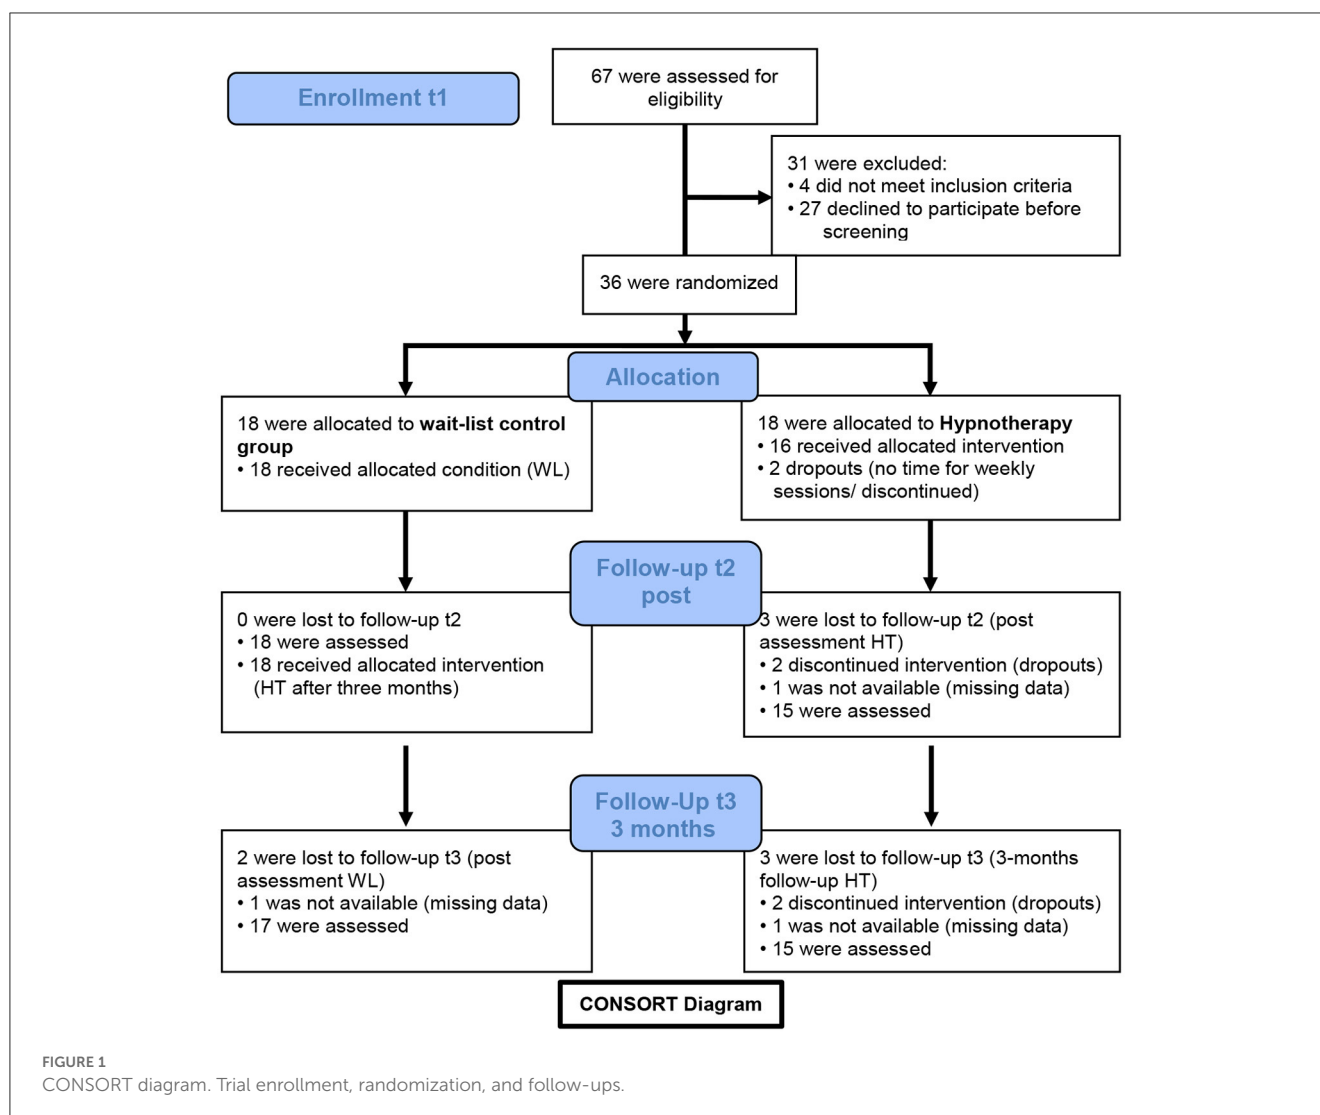 67 were assessed for
eligibility
Enrollment t1
31 were excluded:
• 4 did not meet inclusion criteria
• 27 declined to participate before
screening
36 were randomized
Allocation
18 were allocated to wait-list control
group
• 18 received allocated condition (WL)
18 were allocated to Hypnotherapy
• 16 received allocated intervention
• 2 dropouts (no time for weekly
sessions/ discontinued)
Follow-up t2
post
0 were lost to follow-up t2
• 18 were assessed
• 18 received allocated intervention
(HT after three months)
3 were lost to follow-up t2 (post
assessment HT)
• 2 discontinued intervention (dropouts)
• 1 was not available (missing data)
• 15 were assessed
Follow-Up t3
3 months
2 were lost to follow-up t3 (post
assessment WL)
• 1 was not available (missing data)
• 17 were assessed
3 were lost to follow-up t3 (3-months
follow-up HT)
• 2 discontinued intervention (dropouts)
• 1 was not available (missing data)
• 15 were assessed
CONSORT Diagram
FIGURE 1
CONSORT diagram. Trial enrollment, randomization, and follow-ups.